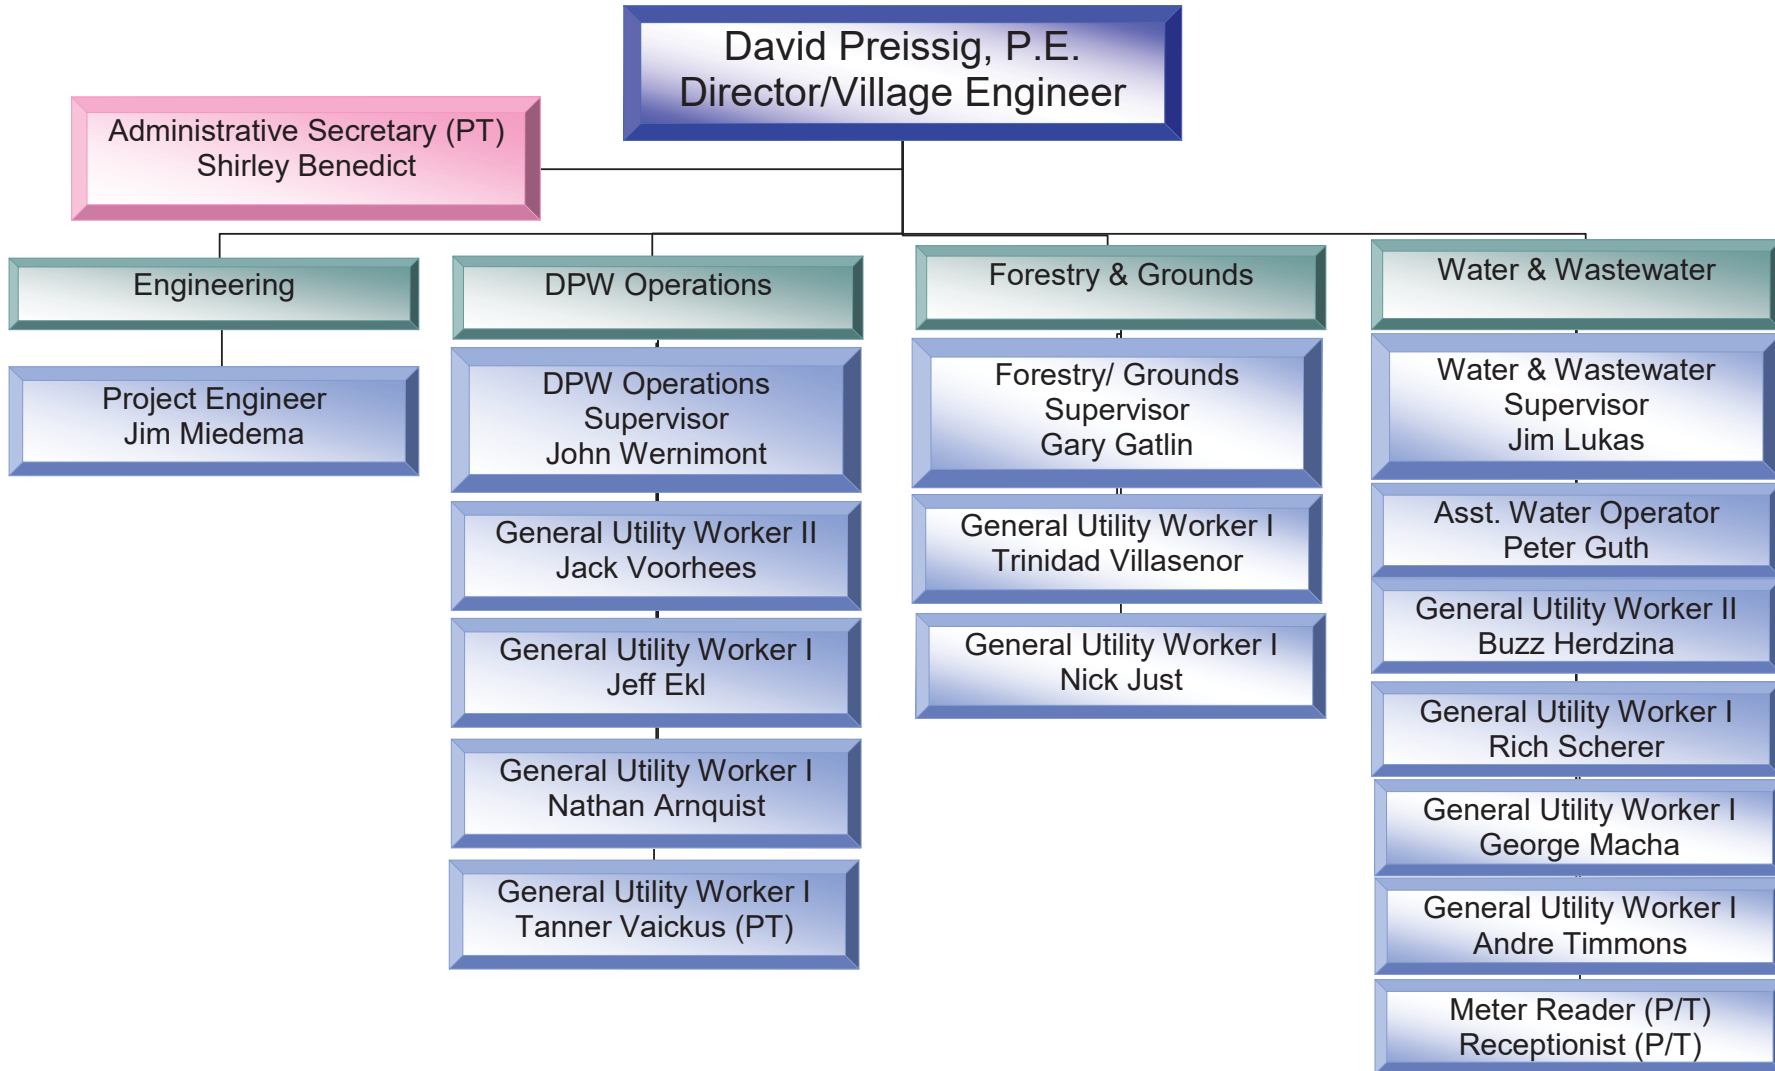 David Preissig, P.E.
Director/Village Engineer
Administrative Secretary (PT)
Shirley Benedict
Engineering
Project Engineer
Jim Miedema
DPW Operations
DPW Operations
Supervisor
John Wernimont
General Utility Worker II
Jack Voorhees
General Utility Worker I
Jeff Ekl
General Utility Worker I
Nathan Arnquist
General Utility Worker I
Tanner Vaickus (PT)
Forestry & Grounds
Forestry/ Grounds
Supervisor
Gary Gatlin
General Utility Worker I
Trinidad Villasenor
General Utility Worker I
Nick Just
Water & Wastewater
Water & Wastewater
Supervisor
Jim Lukas
Asst. Water Operator
Peter Guth
General Utility Worker II
Buzz Herdzina
General Utility Worker I
Rich Scherer
General Utility Worker I
George Macha
General Utility Worker I
Andre Timmons
Meter Reader (P/T)
Receptionist (P/T)